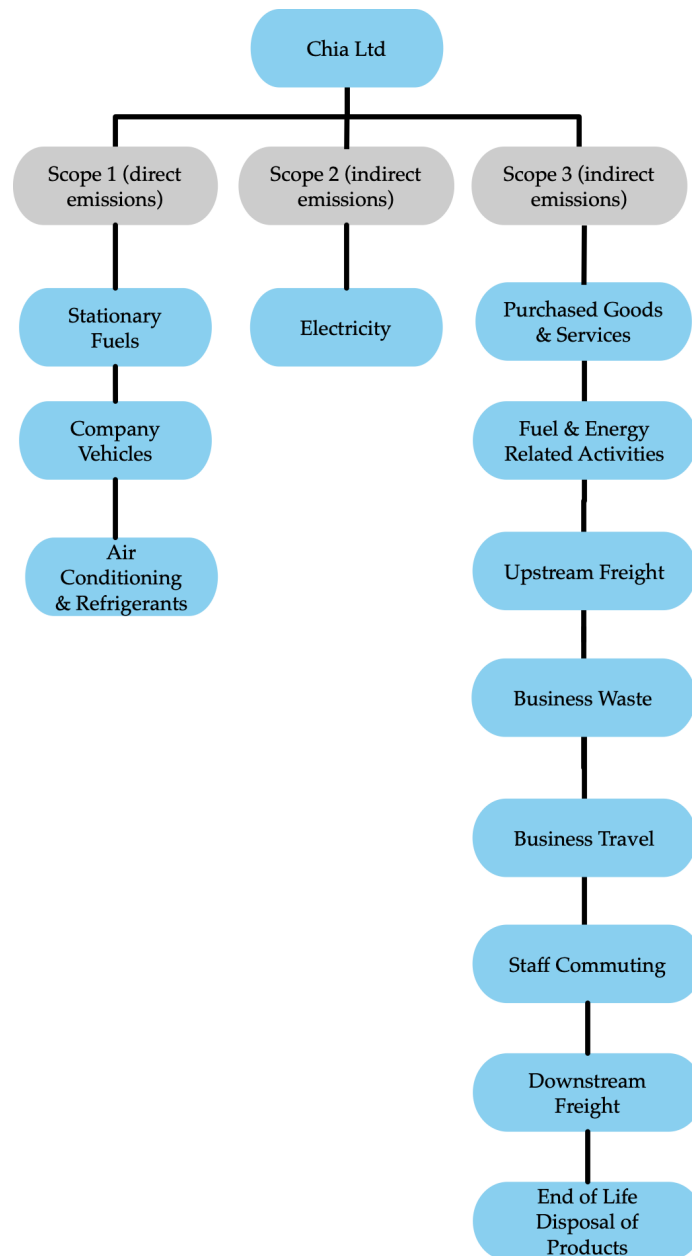 Chia Ltd
Scope 1 (direct
emissions)
Scope 2 (indirect
emissions)
Scope 3 (indirect
emissions)
Stationary
Fuels
Company
Vehicles
Air
Conditioning
& Refrigerants
Electricity
Purchased Goods
& Services
Fuel & Energy
Related Activities
Upstream Freight
Business Waste
Business Travel
Staff Commuting
Downstream
Freight
End of Life
Disposal of
Products